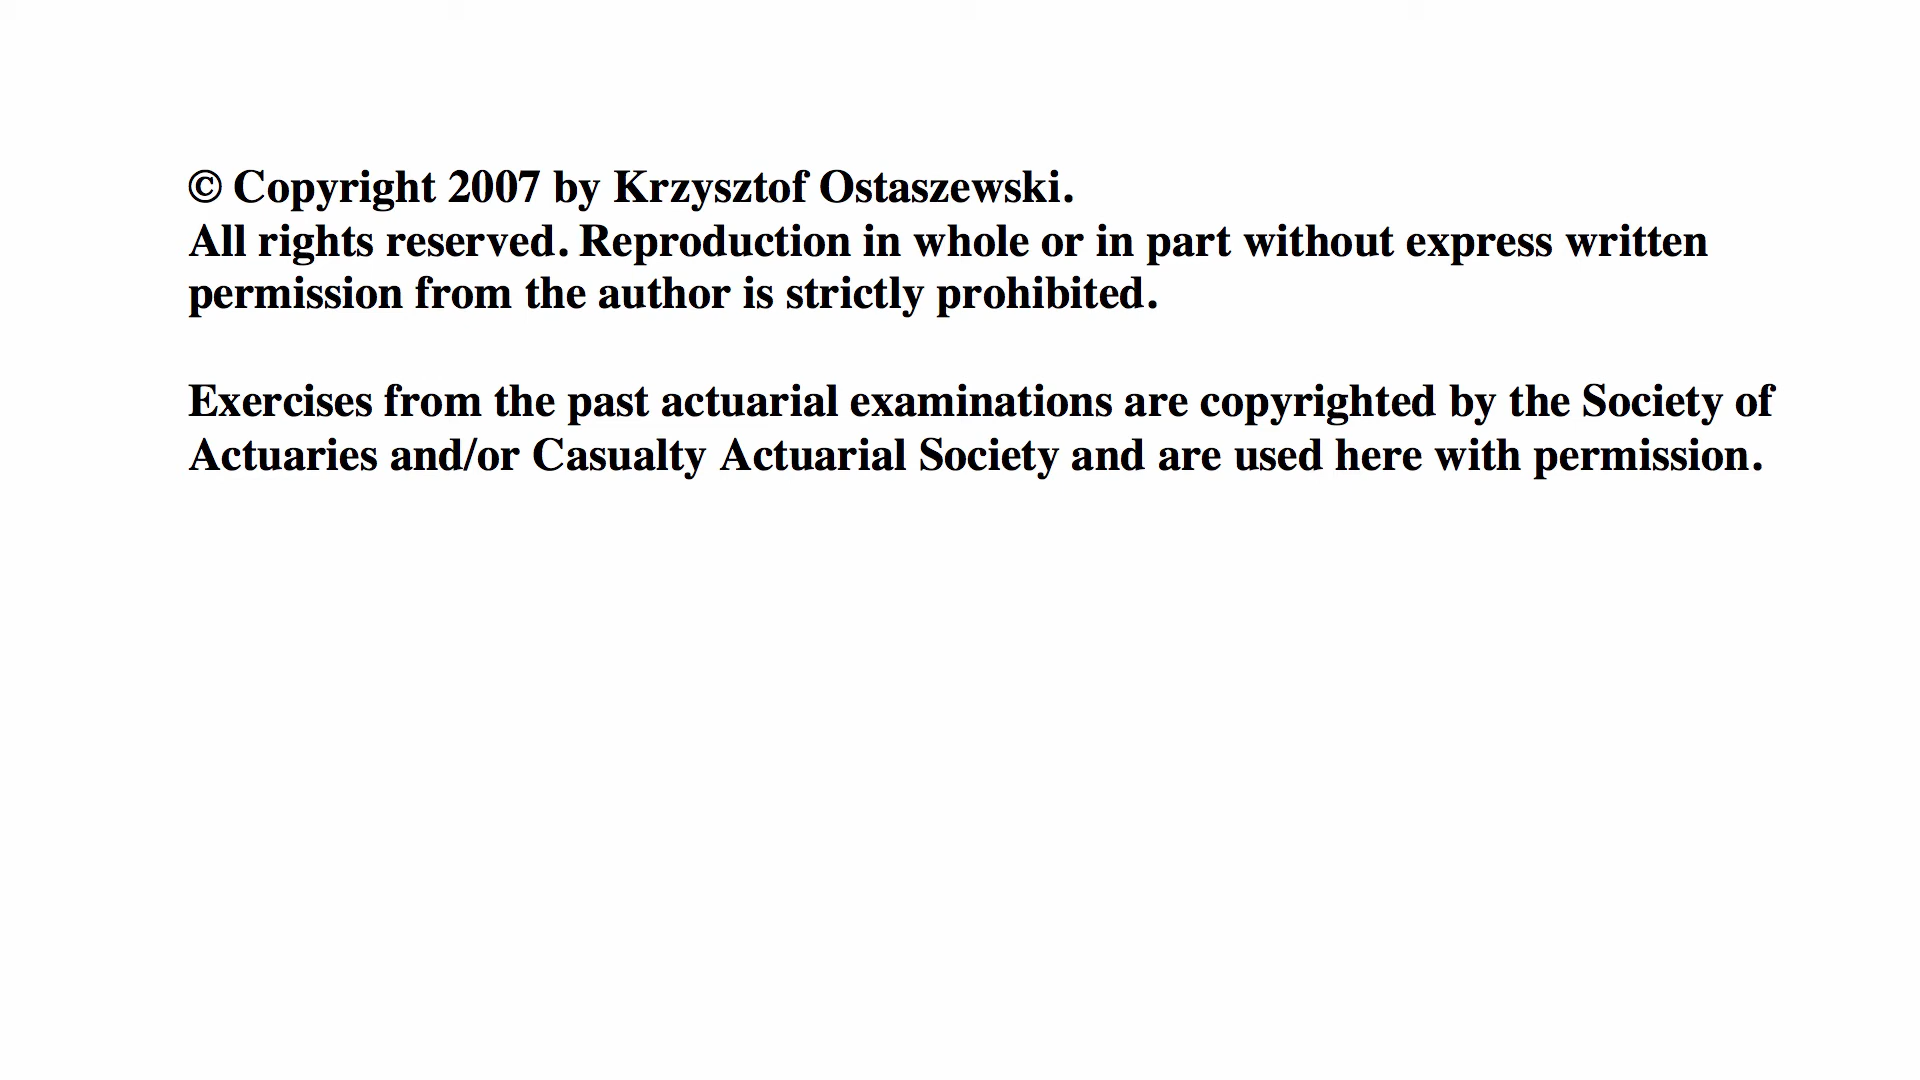 © Copyright 2007 by Krzysztof Ostaszewski.
All rights reserved. Reproduction in whole or in part without express written
permission from the author is strictly prohibited.
Exercises from the past actuarial examinations are copyrighted by the Society of
Actuaries and/or Casualty Actuarial Society and are used here with permission.